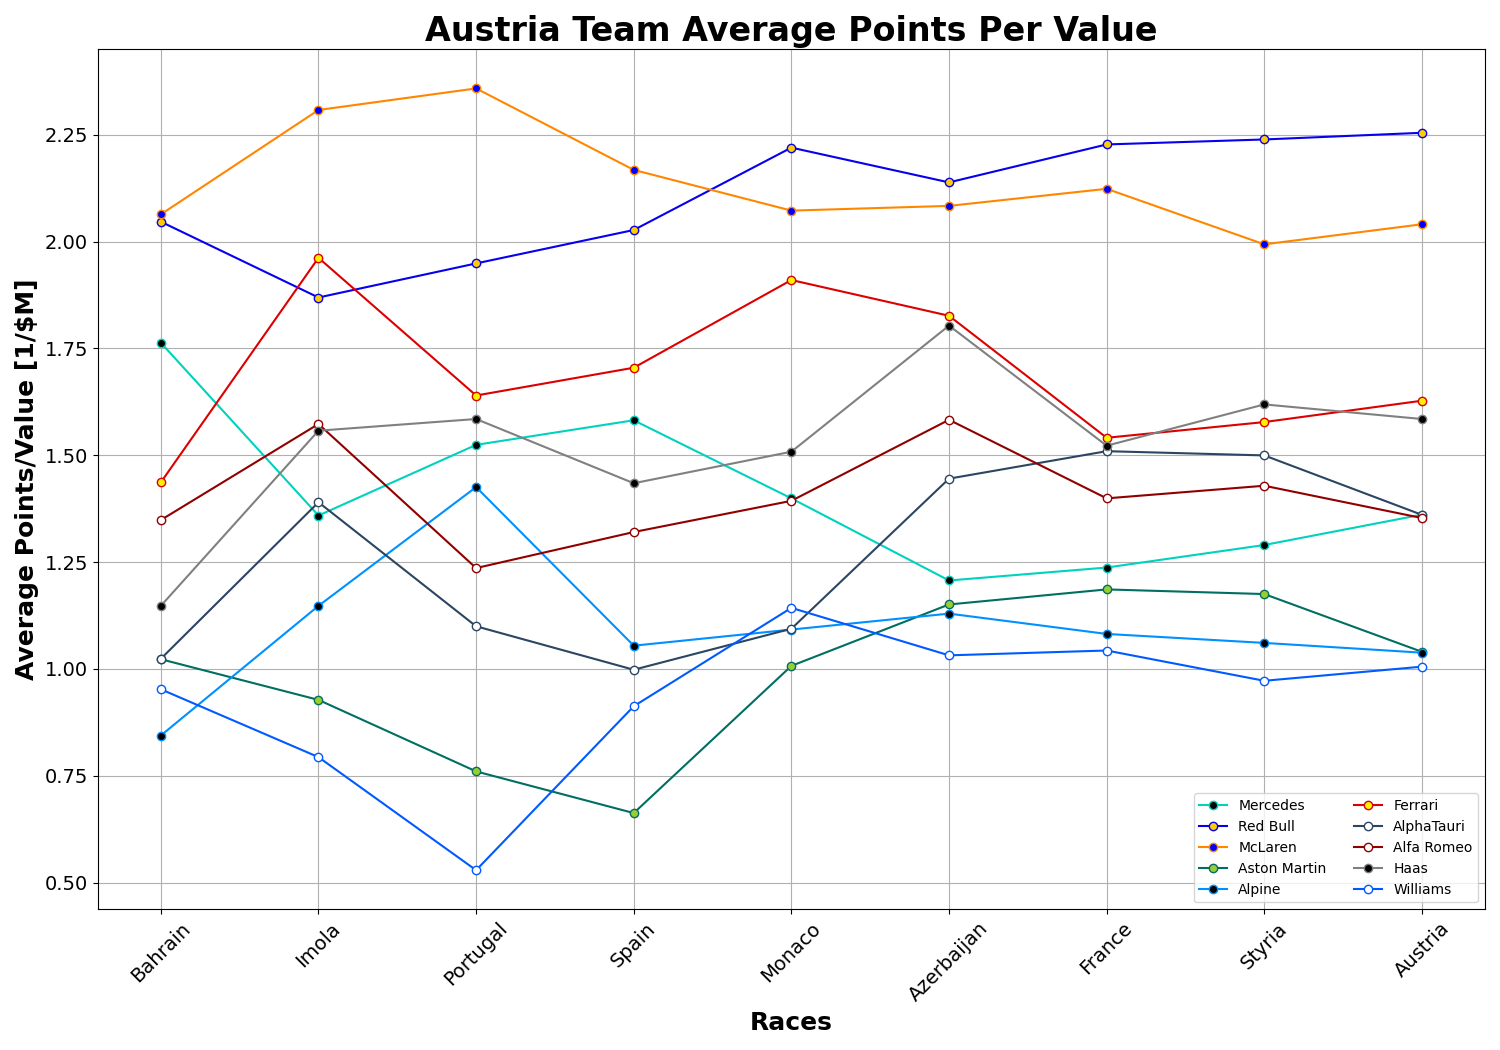 Austria Team Average Points Per Value
Average Points/Value [1/$M]
2.25
2.00
1.75
1.50
1.25
1.00
0.75
0.50
Mercedes
Red Bull
McLaren
Aston Martin
Alpine
Ferrari
AlphaTauri
Alfa Romeo
Haas
Williams
Bahrain
Imola
Portugal
Spain
Monaco
Azerbaijan
France
Styria
Austria
Races